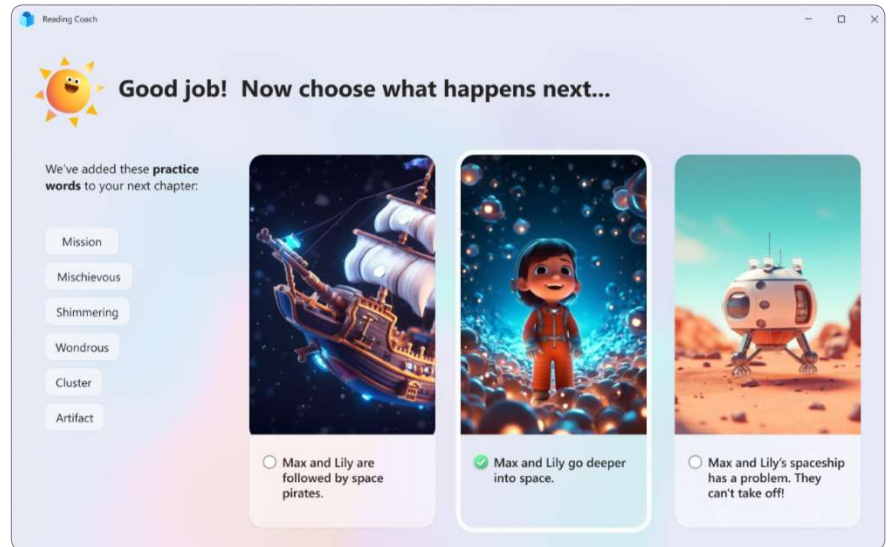 Reading Coach
Good job! Now choose what happens next...
We've added these practice
words to your next chapter:
Mission
Mischievous
Shimmering
Wondrous
Cluster
Artifact
Max and Lily are
followed by space
pirates.
Max and Lily go deeper
into space.
Max and Lily's spaceship
has a problem. They
can't take off!